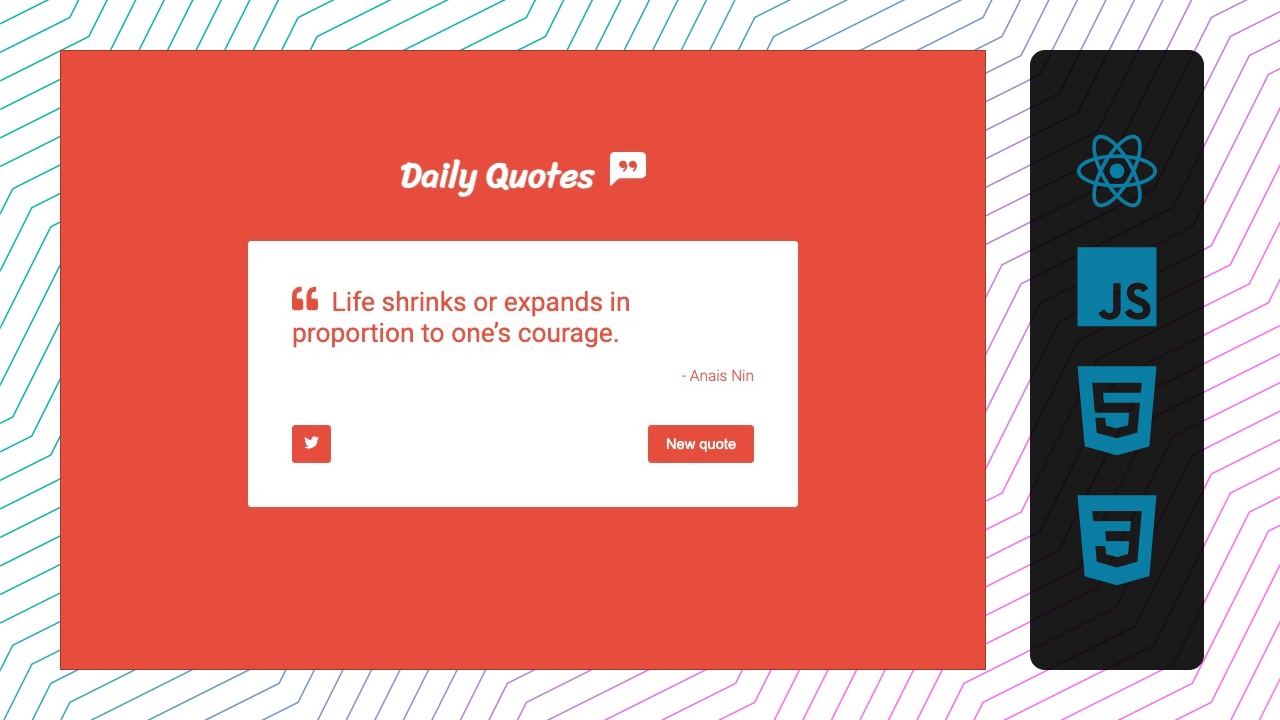 Daily Quotes
Life shrinks or expands in
proportion to one’s courage.
- Anais Nin
New quote
JS
5
3